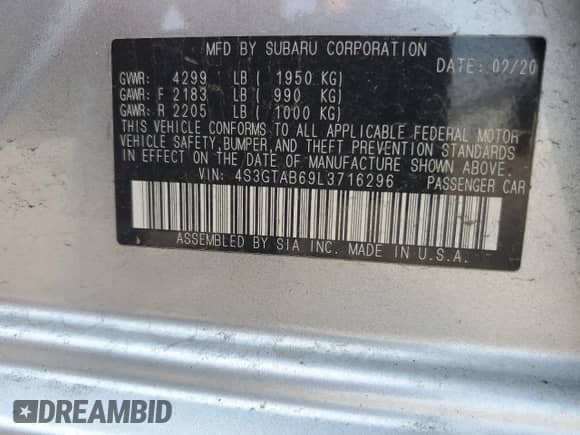 MFD BY SUBARU CORPORATION
DATE: 02/20
GVWR: 4299 LB ( 1950 KG)
GAWR: F 2183 LB ( 990 KG)
GAWR: R 2205 LB ( 1000 KG)
THIS VEHICLE CONFORMS TO ALL APPLICABLE FEDERAL MOTOR
VEHICLE SAFETY,BUMPER,AND THEFT PREVENTION STANDARDS
IN EFFECT ON THE DATE OF MANUFACTURE SHOWN ABOVE.
VIN: 4S3GTAB69L3716296 PASSENGER CAR
ASSEMBLED BY SIA INC. MADE IN U.S.A.
DREAMBID